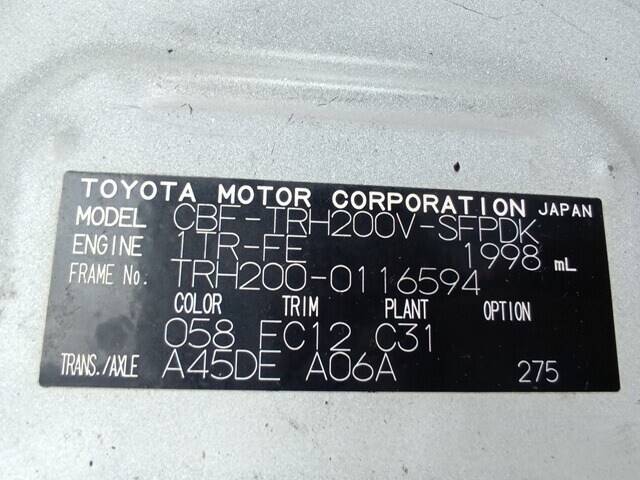 TOYOTA MOTOR CORPORATION JAPAN
MODEL CBF-TRH200V-SFPDK
ENGINE 1TR-FE 1998 mL
FRAME No. TRH200-0116594
COLOR TRIM PLANT OPTION
058 FC12 C31
TRANS./AXLE A45DE A06A 275